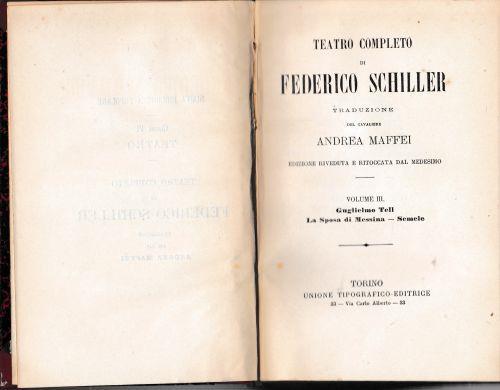 TEATRO COMPLETO
DI
FEDERICO SCHILLER
TRADUZIONE
DEL CAVALIERE
ANDREA MAFFEI
EDIZIONE RIVEDUTA E RITOCCATA DAL MEDESIMO
VOLUME III.
Guglielmo Tell
La Sposa di Messina — Semele
TORINO
UNIONE TIPOGRAFICO-EDITRICE
33 — Via Carlo Alberto — 33